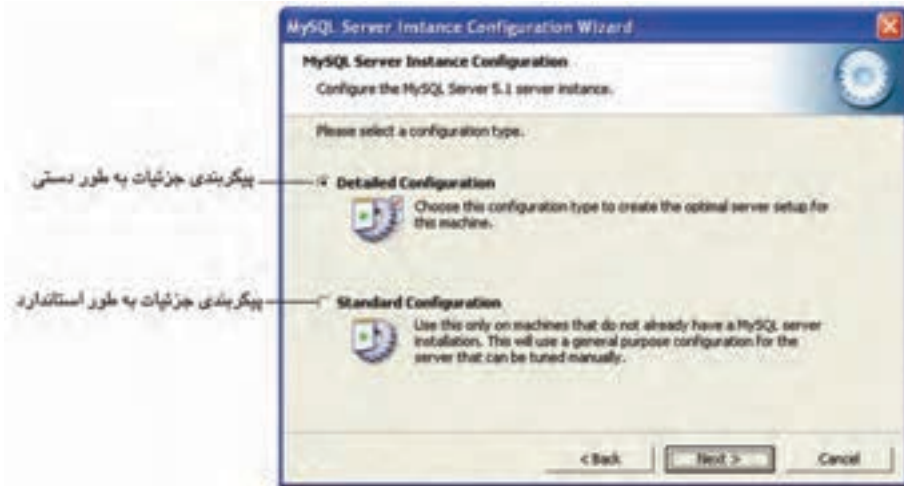 MySQL Server Instance Configuration Wizard
MySQL Server Instance Configuration
Configure the MySQL Server 5.1 server instance.
Please select a configuration type.
پیکربندی جزئیات به طور دستی
Detailed Configuration
Choose this configuration type to create the optimal server setup for
this machine.
پیکربندی جزئیات به طور استاندارد
Standard Configuration
Use this only on machines that do not already have a MySQL server
installation. This will use a general purpose configuration for the
server that can be tuned manually.
< Back
Next >
Cancel